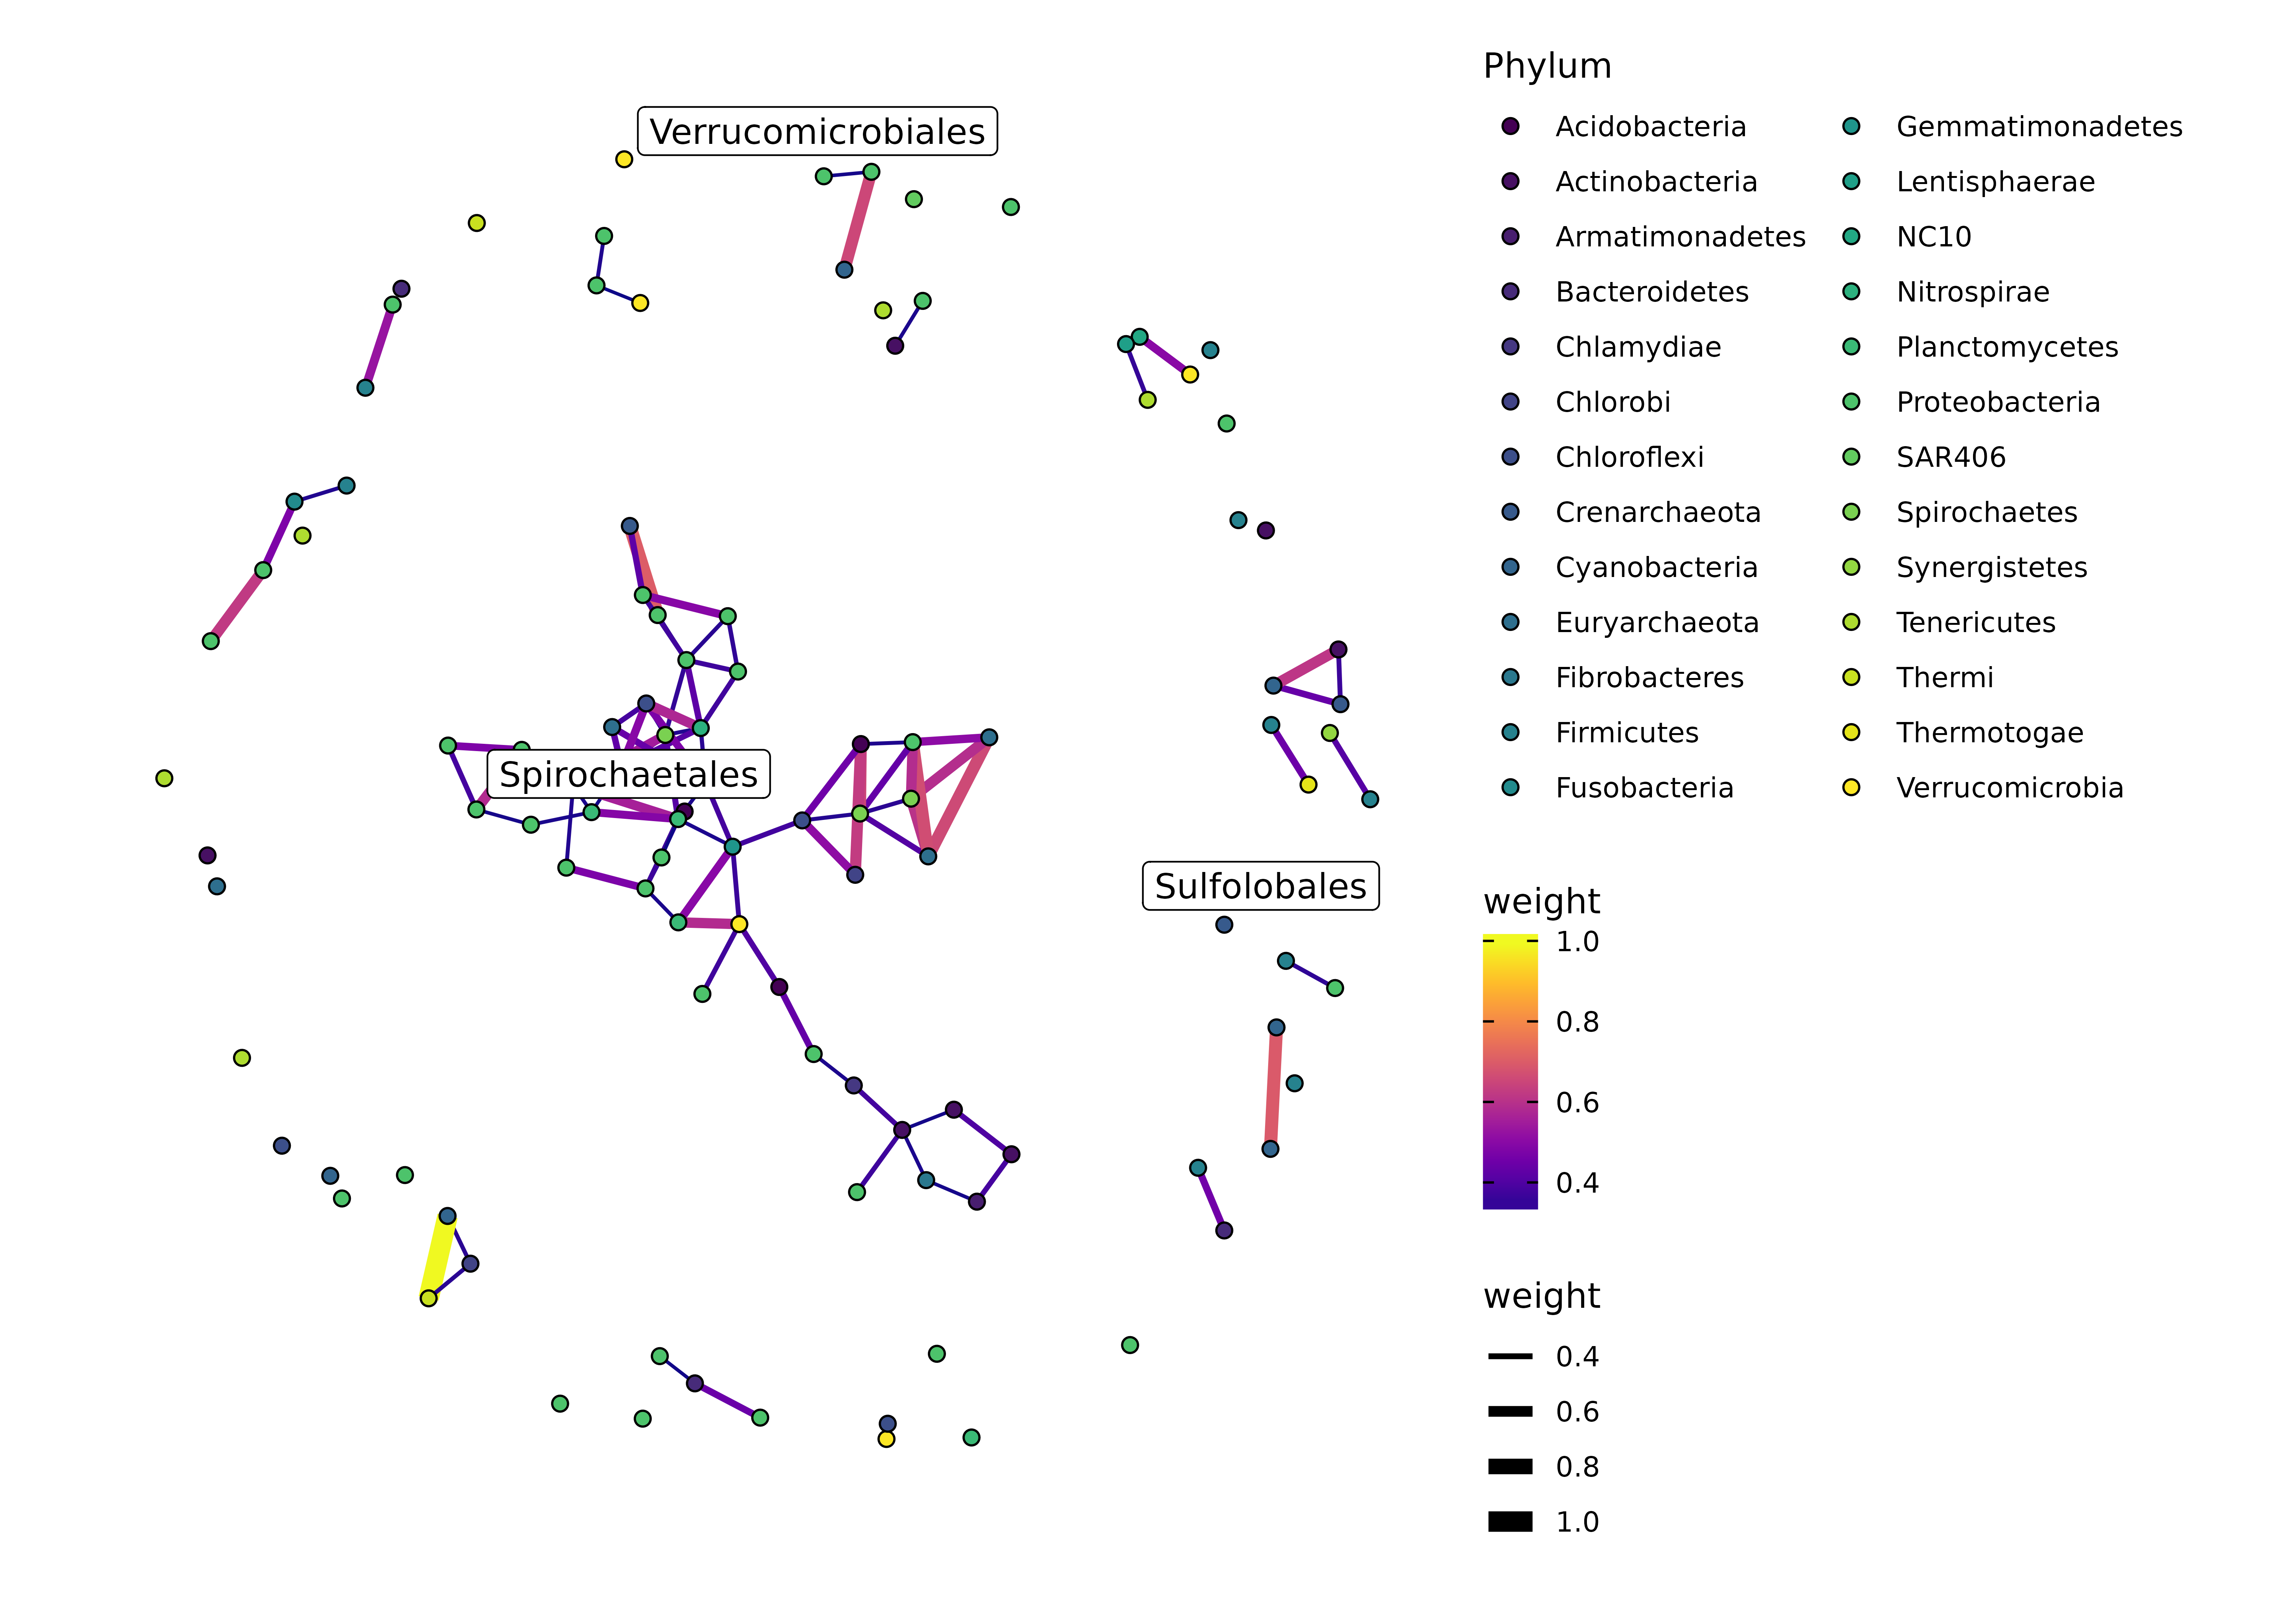 Verrucomicrobiales
Spirochaetales
Sulfolobales
Phylum
Acidobacteria
Actinobacteria
Armatimonadetes
Bacteroidetes
Chlamydiae
Chlorobi
Chloroflexi
Crenarchaeota
Cyanobacteria
Euryarchaeota
Fibrobacteres
Firmicutes
Fusobacteria
Gemmatimonadetes
Lentisphaerae
NC10
Nitrospirae
Planctomycetes
Proteobacteria
SAR406
Spirochaetes
Synergistetes
Tenericutes
Thermi
Thermotogae
Verrucomicrobia
weight
1.0
0.8
0.6
0.4
weight
0.4
0.6
0.8
1.0